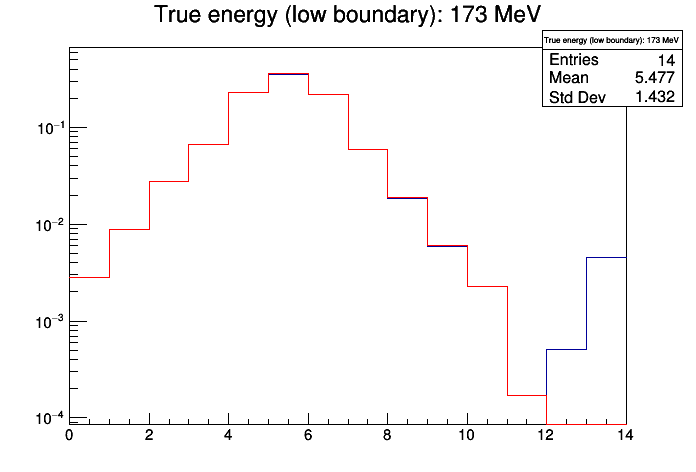 True energy (low boundary): 173 MeV
True energy (low boundary): 173 MeV
Entries 14
Mean 5.477
Std Dev 1.432
10⁻¹
10⁻²
10⁻³
10⁻⁴
0 2 4 6 8 10 12 14